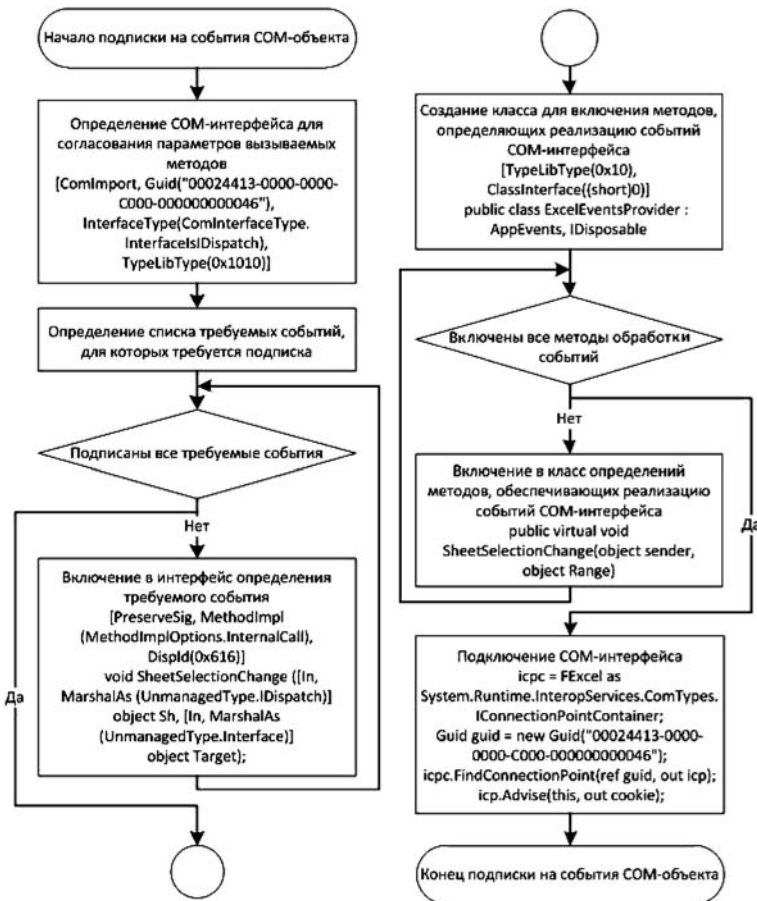 Начало подписки на события COM-объекта
Определение COM-интерфейса для
согласования параметров вызываемых
методов
[ComImport, Guid("00024413-0000-0000-
C000-000000000046"),
InterfaceType(ComInterfaceType.
InterfaceIsIDispatch),
TypeLibType(0x1010)]
Определение списка требуемых событий,
для которых требуется подписка
Подписаны все требуемые события
Нет
Да
Включение в интерфейс определения
требуемого события
[PreserveSig, MethodImpl
(MethodImplOptions.InternalCall),
DispId(0x616)]
void SheetSelectionChange ([In,
MarshalAs (UnmanagedType.IDispatch)]
object Sh, [In, MarshalAs
(UnmanagedType.Interface)]
object Target);
Создание класса для включения методов,
определяющих реализацию событий
COM-интерфейса
[TypeLibType(0x10),
ClassInterface((short)0)]
public class ExcelEventsProvider :
AppEvents, IDisposable
Включены все методы обработки
событий
Нет
Да
Включение в класс определений
методов, обеспечивающих реализацию
событий COM-интерфейса
public virtual void
SheetSelectionChange(object sender,
object Range)
Подключение COM-интерфейса
icpc = FExcel as
System.Runtime.InteropServices.ComTypes.
IConnectionPointContainer;
Guid guid = new Guid("00024413-0000-
0000-C000-000000000046");
icpc.FindConnectionPoint(ref guid, out icp);
icp.Advise(this, out cookie);
Конец подписки на события COM-объекта